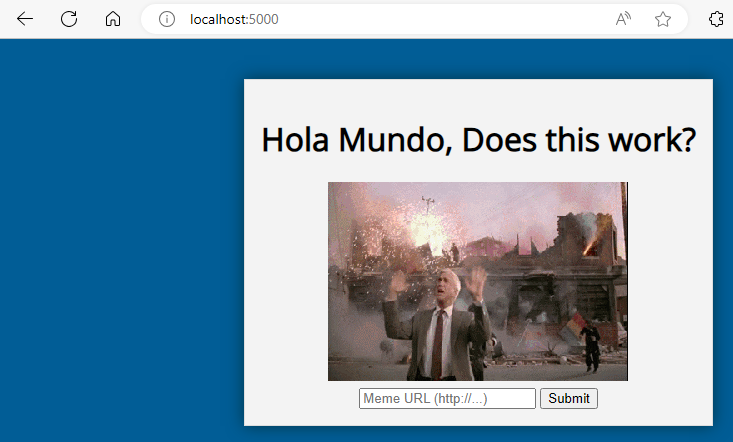 localhost:5000
Hola Mundo, Does this work?
Meme URL (http://...)
Submit